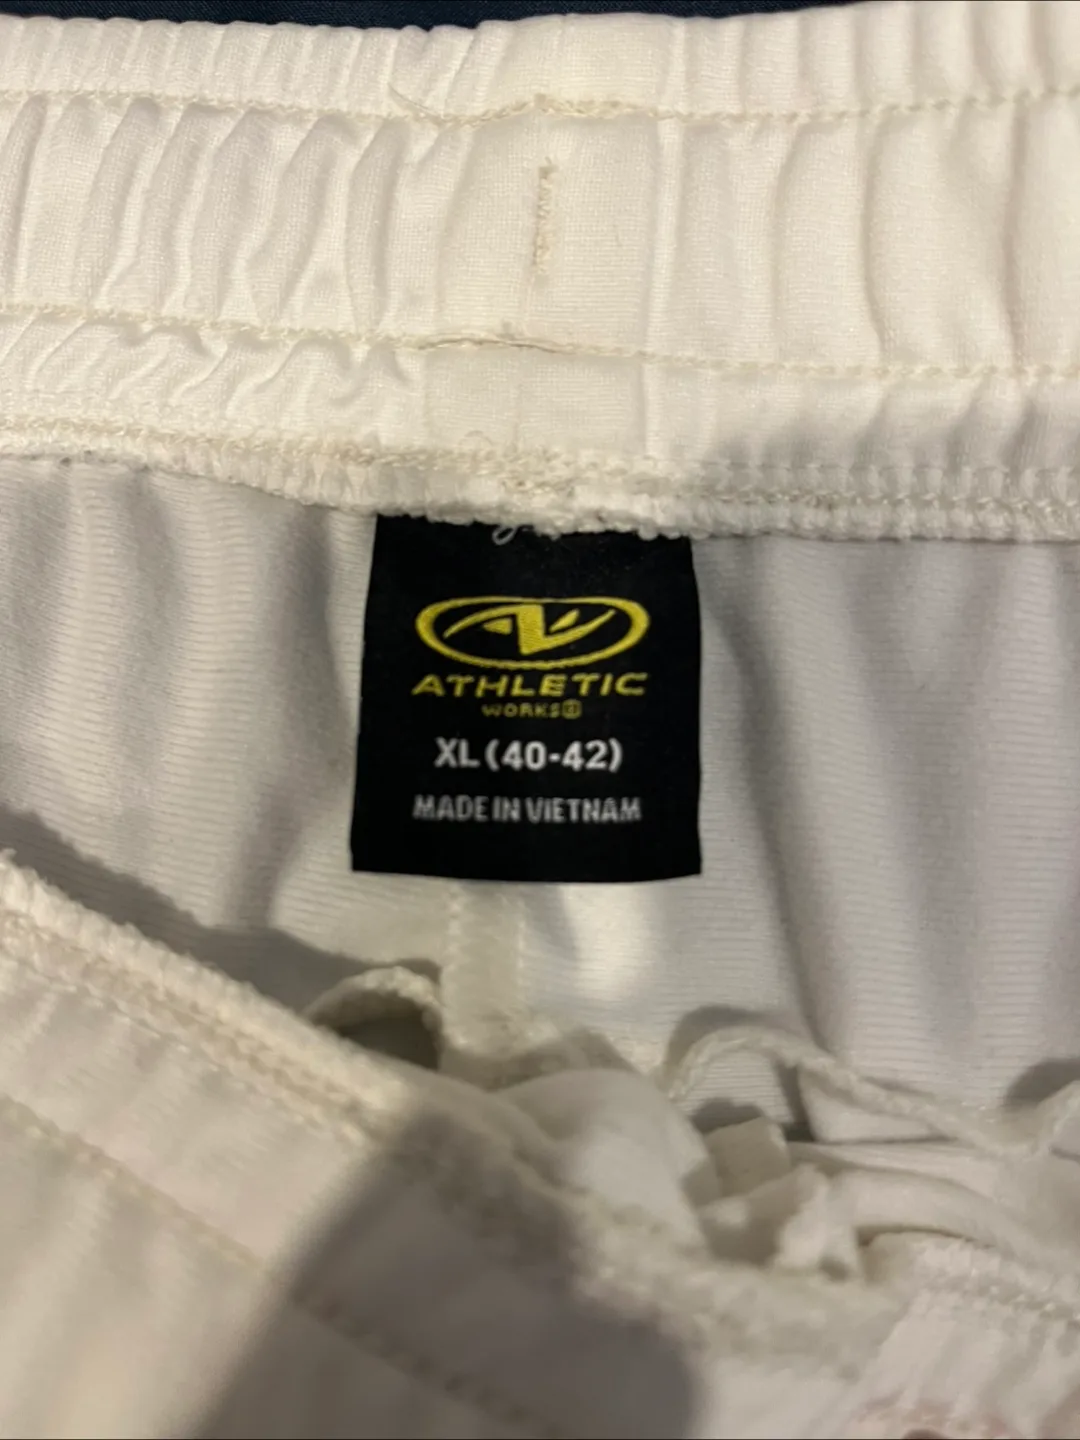 ATHLETIC
WORKS®
XL (40-42)
MADE IN VIETNAM